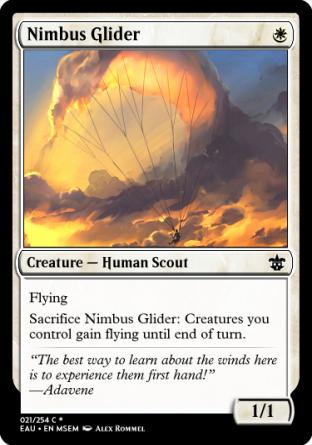 Nimbus Glider
Creature — Human Scout
Flying
Sacrifice Nimbus Glider: Creatures you
control gain flying until end of turn.
“The best way to learn about the winds here
is to experience them first hand!”
—Adavene
1/1
021/254 C *
EAU • EN MSEM Alex Rommel